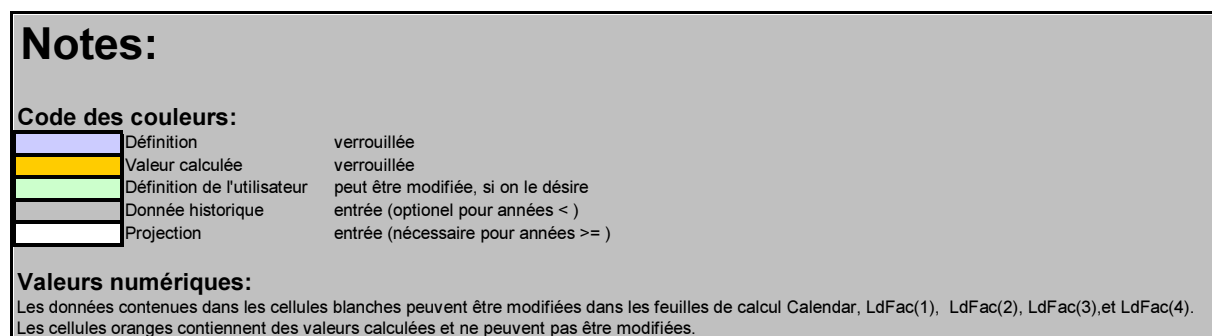 Notes:
Code des couleurs:
Définition verrouillée
Valeur calculée verrouillée
Définition de l'utilisateur peut être modifiée, si on le désire
Donnée historique entrée (optionel pour années < )
Projection entrée (nécessaire pour années >= )
Valeurs numériques:
Les données contenues dans les cellules blanches peuvent être modifiées dans les feuilles de calcul Calendar, LdFac(1), LdFac(2), LdFac(3),et LdFac(4).
Les cellules oranges contiennent des valeurs calculées et ne peuvent pas être modifiées.